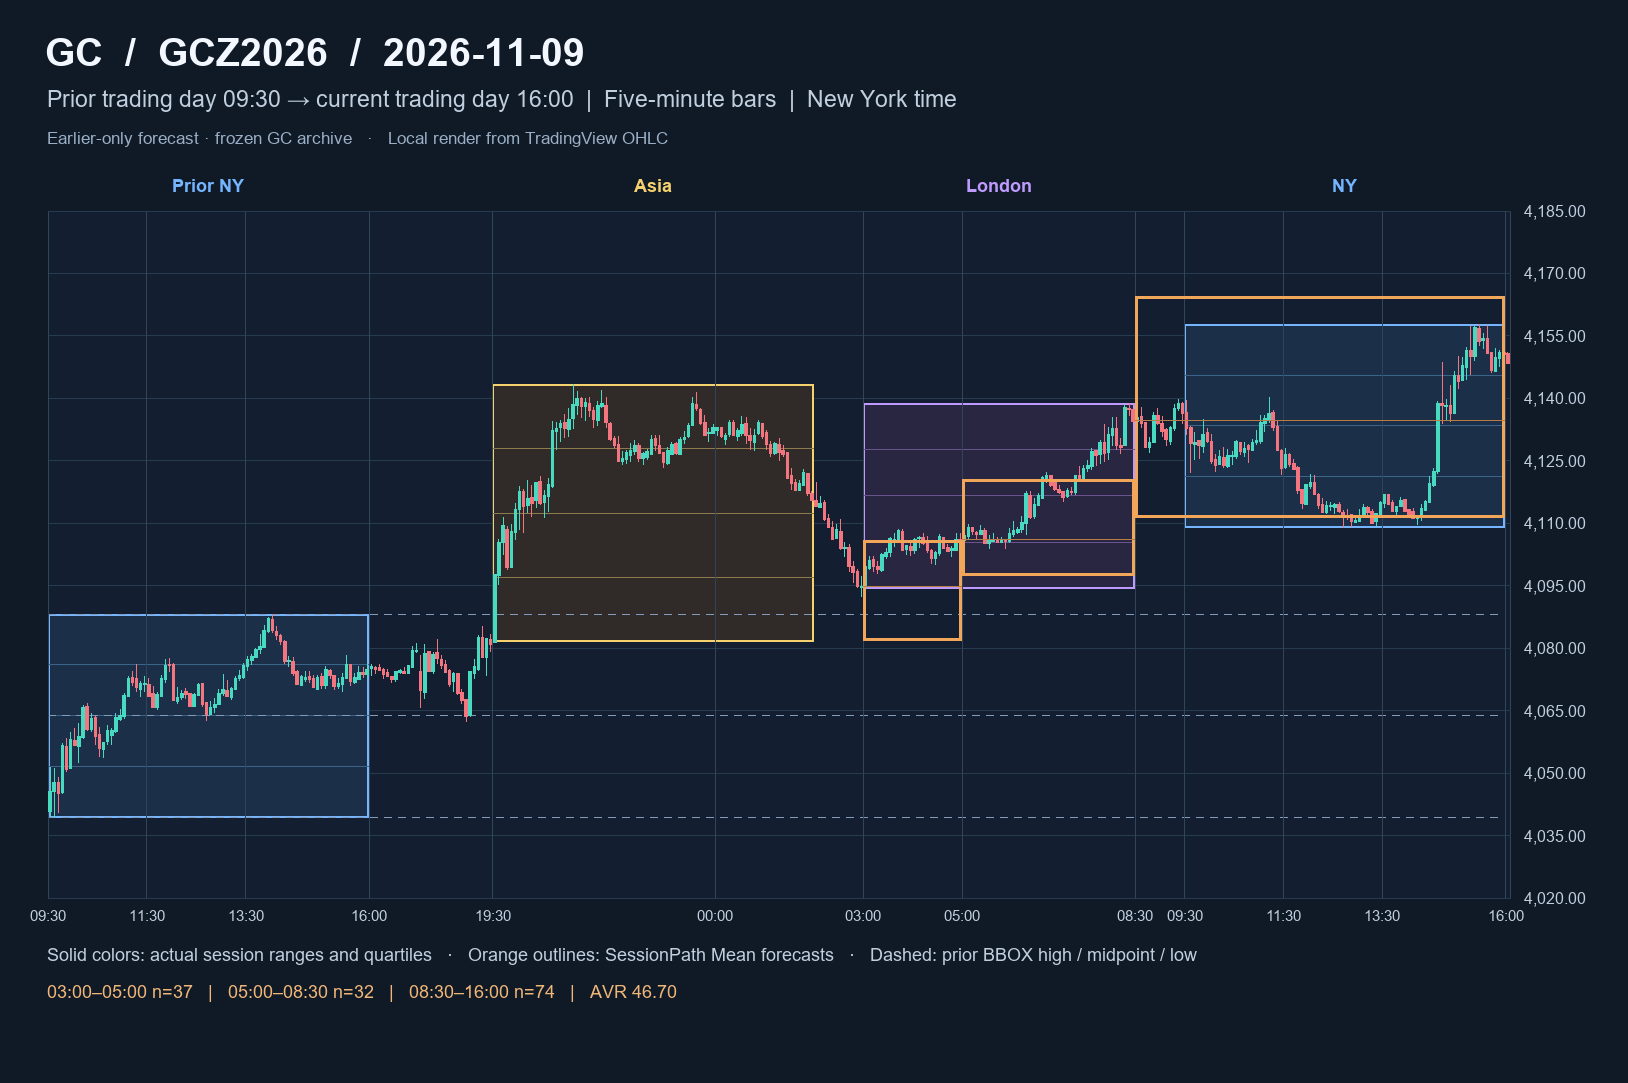 GC / GCZ2026 / 2026-11-09
Prior trading day 09:30 → current trading day 16:00 | Five-minute bars | New York time
Earlier-only forecast · frozen GC archive · Local render from TradingView OHLC
Prior NY Asia London NY
4,185.00
4,170.00
4,155.00
4,140.00
4,125.00
4,110.00
4,095.00
4,080.00
4,065.00
4,050.00
4,035.00
4,020.00
09:30 11:30 13:30 16:00 19:30 00:00 03:00 05:00 08:30 09:30 11:30 13:30 16:00
Solid colors: actual session ranges and quartiles · Orange outlines: SessionPath Mean forecasts · Dashed: prior BBOX high / midpoint / low
03:00–05:00 n=37 | 05:00–08:30 n=32 | 08:30–16:00 n=74 | AVR 46.70